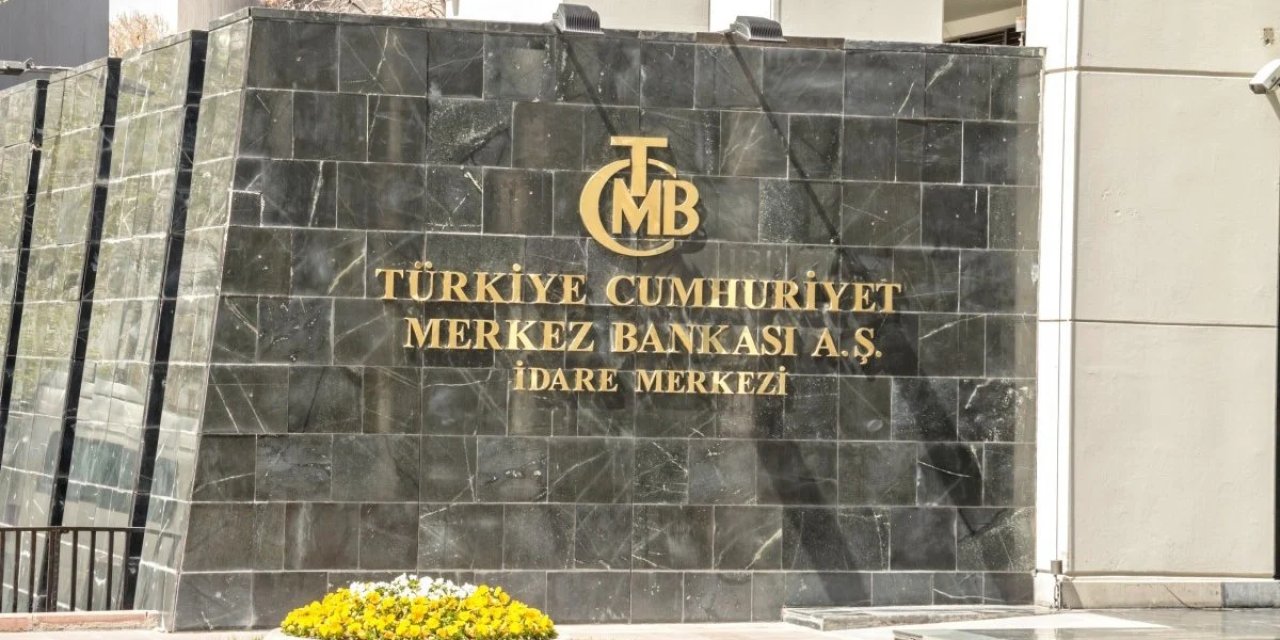 TCMB
TÜRKİYE CUMHURİYET
MERKEZ BANKASI A.Ş.
İDARE MERKEZİ